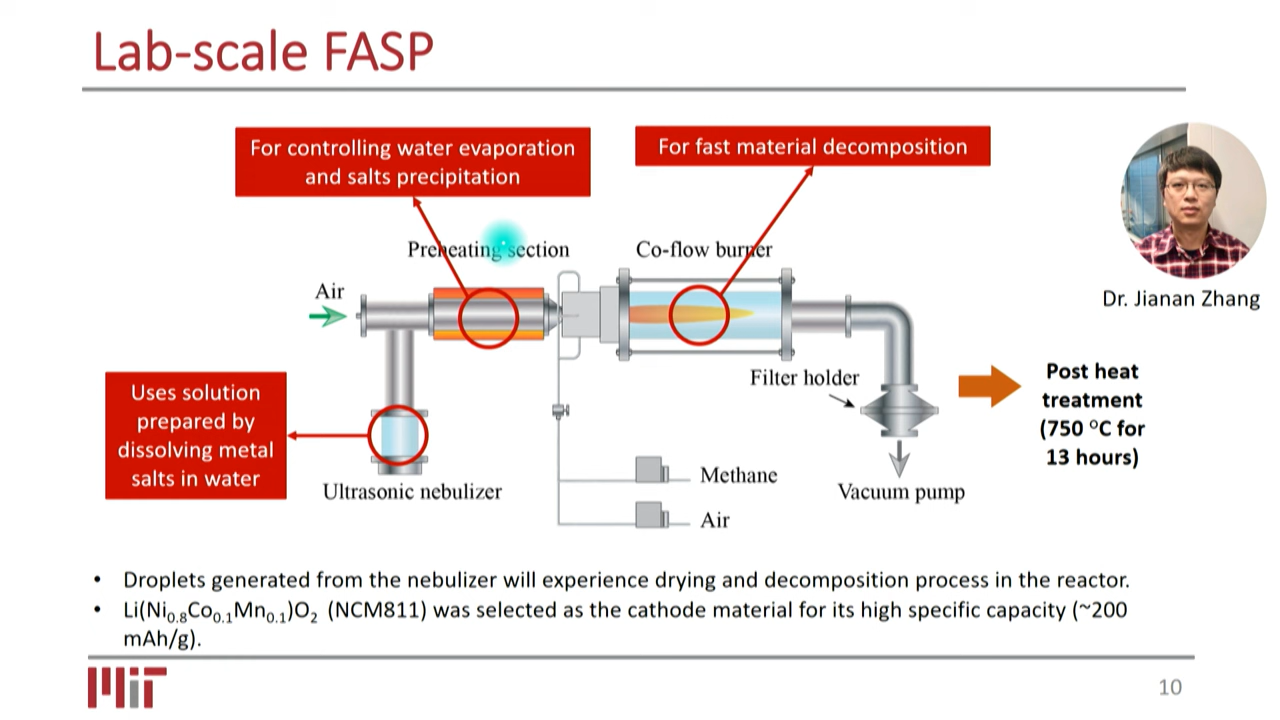 Lab-scale FASP
For controlling water evaporation
and salts precipitation
For fast material decomposition
Preheating section
Co-flow burner
Air
Dr. Jianan Zhang
Uses solution
prepared by
dissolving metal
salts in water
Filter holder
Post heat
treatment
(750 °C for
13 hours)
Ultrasonic nebulizer
Methane
Air
Vacuum pump
• Droplets generated from the nebulizer will experience drying and decomposition process in the reactor.
• Li(Ni₀.₈Co₀.₁Mn₀.₁)O₂ (NCM811) was selected as the cathode material for its high specific capacity (~200
mAh/g).
MIT
10